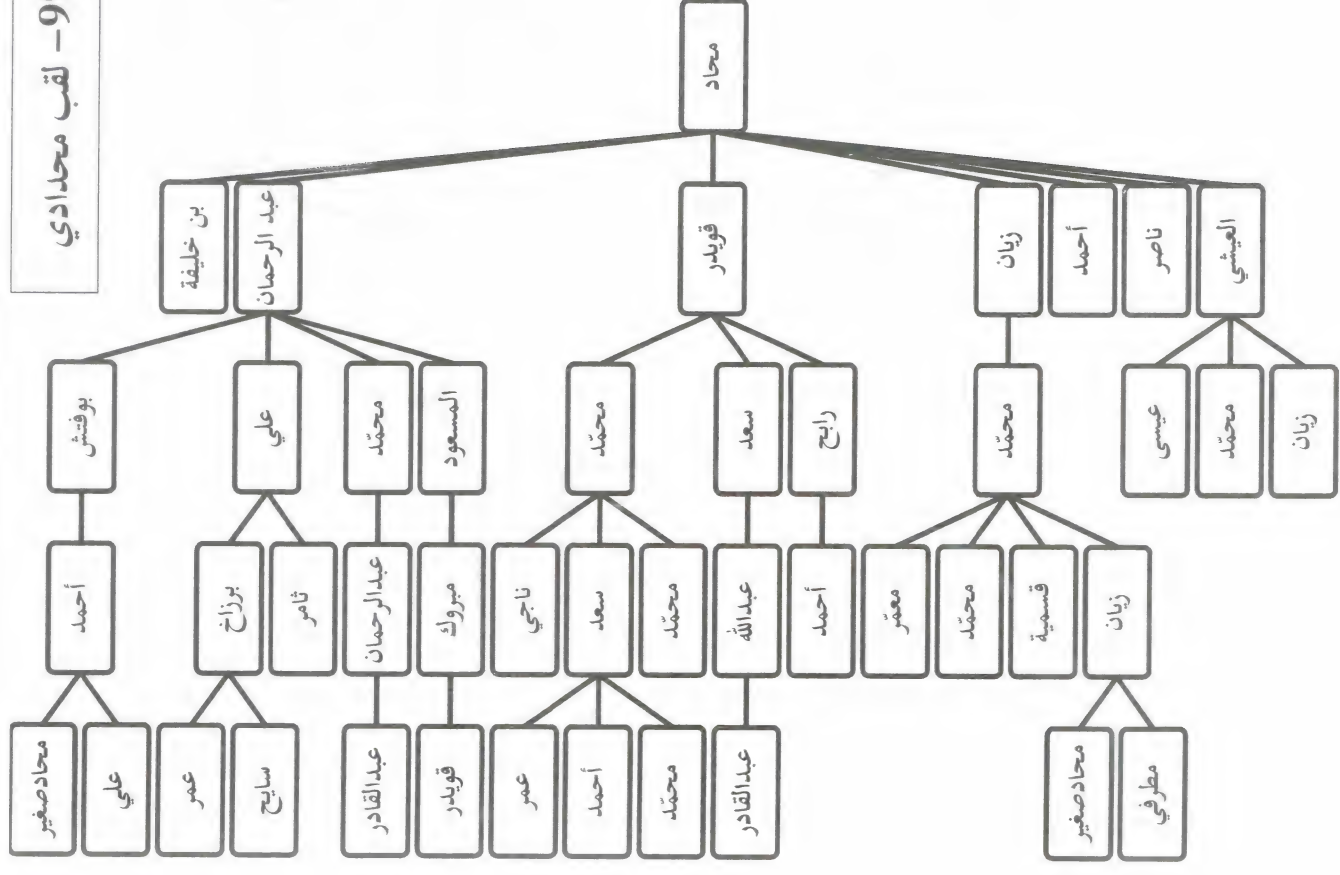 9– لقب محدادي
محاد
بن خليفة
عبد الرحمان
قويدر
زيان
أحمد
ناصر
العيشي
بوفتش
علي
محمّد
المسعود
محمّد
سعد
رابح
محمّد
عيسى
محمّد
زيان
أحمد
برزاخ
ثامر
عبدالرحمان
مبروك
ناجي
سعد
محمّد
عبدالله
أحمد
معمّر
محمّد
قسمية
زيان
محادصغير
علي
عمر
سايح
عبدالقادر
قويدر
عمر
أحمد
محمّد
عبدالقادر
محادصغير
مطرفي